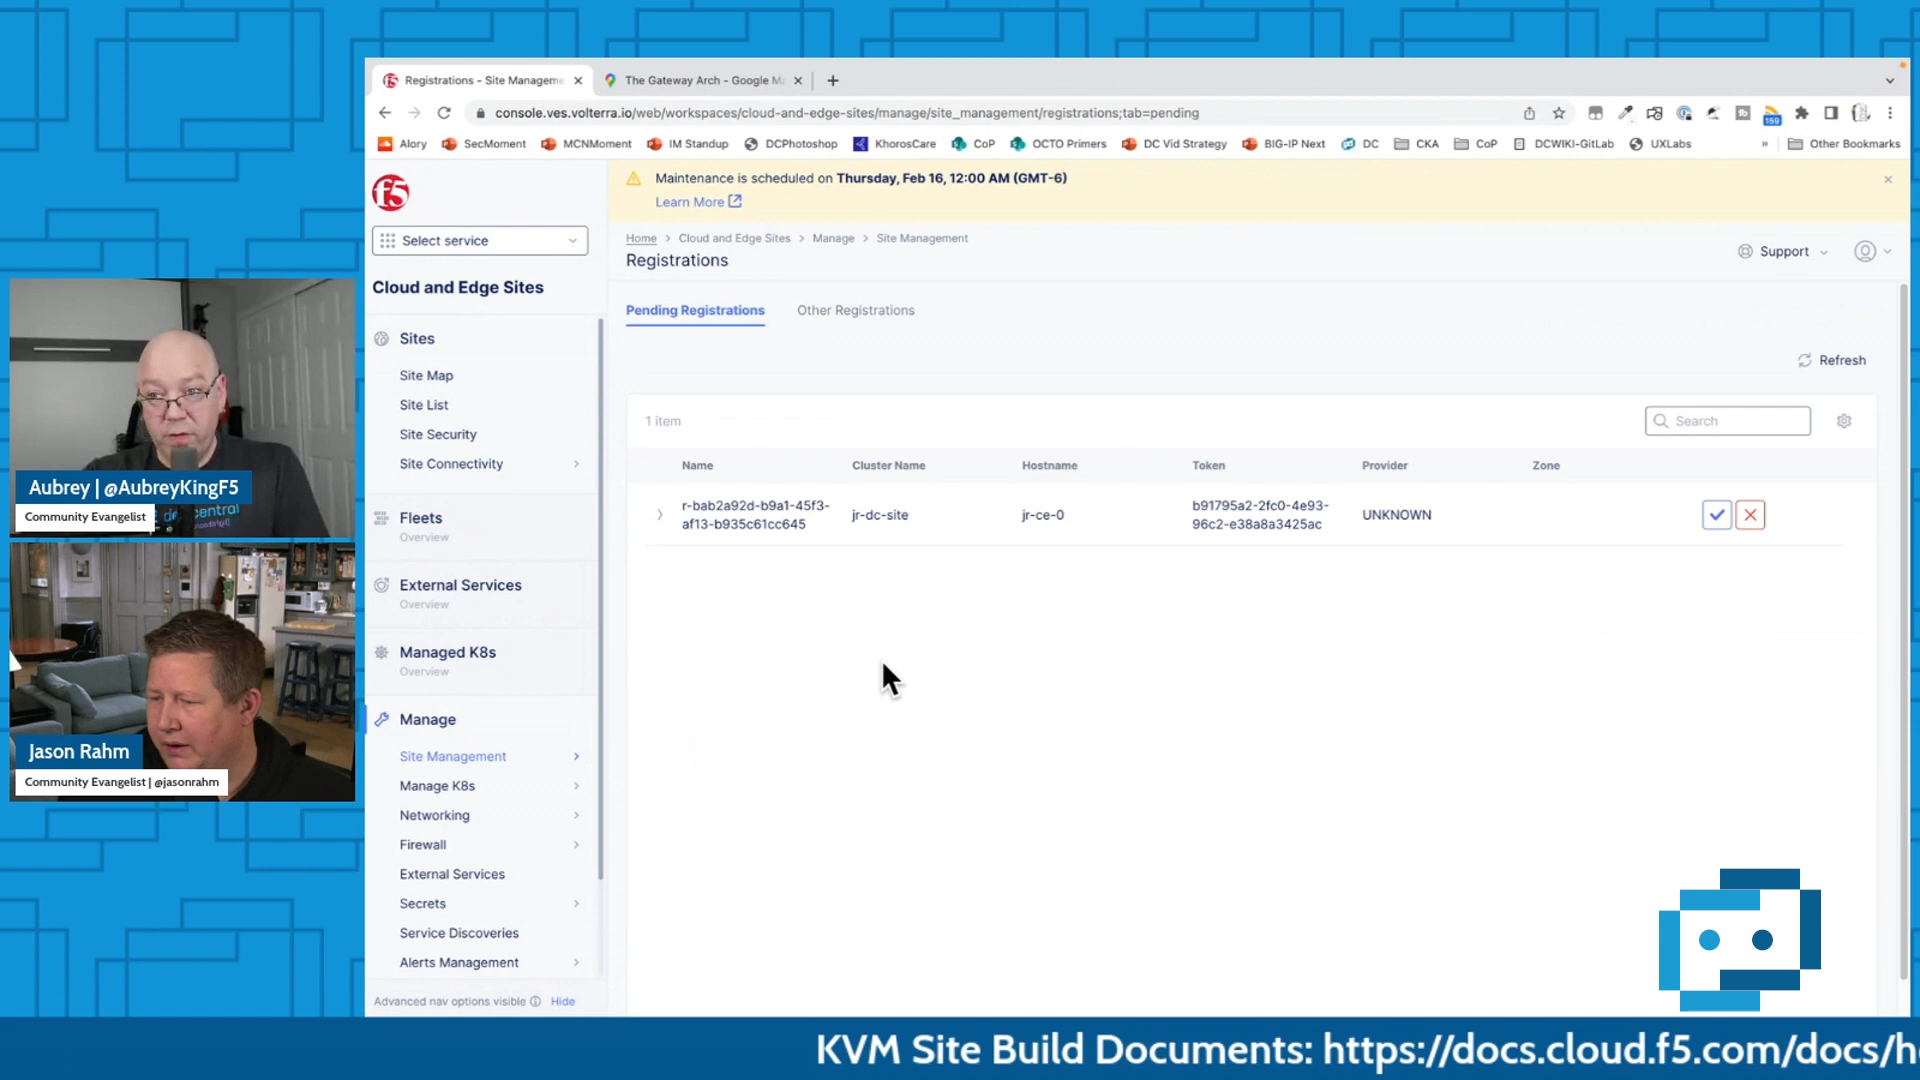 Registrations - Site Manageme
The Gateway Arch - Google Ma
console.ves.volterra.io/web/workspaces/cloud-and-edge-sites/manage/site_management/registrations;tab=pending
159
Alory SecMoment MCNMoment IM Standup DCPhotoshop KhorosCare CoP OCTO Primers DC Vid Strategy BIG-IP Next DC CKA CoP DCWIKI-GitLab UXLabs » Other Bookmarks
f5
Select service
Cloud and Edge Sites
Sites
Site Map
Site List
Site Security
Site Connectivity
Fleets
Overview
External Services
Overview
Managed K8s
Overview
Manage
Site Management
Manage K8s
Networking
Firewall
External Services
Secrets
Service Discoveries
Alerts Management
Advanced nav options visible Hide
Maintenance is scheduled on Thursday, Feb 16, 12:00 AM (GMT-6)
Learn More
Home > Cloud and Edge Sites > Manage > Site Management
Registrations
Support
Pending Registrations Other Registrations
Refresh
1 item
Search
Name Cluster Name Hostname Token Provider Zone
r-bab2a92d-b9a1-45f3-
af13-b935c61cc645
jr-dc-site
jr-ce-0
b91795a2-2fc0-4e93-
96c2-e38a8a3425ac
UNKNOWN
Aubrey | @AubreyKingF5
Community Evangelist
central
Jason Rahm
Community Evangelist | @jasonrahm
KVM Site Build Documents: https://docs.cloud.f5.com/docs/h